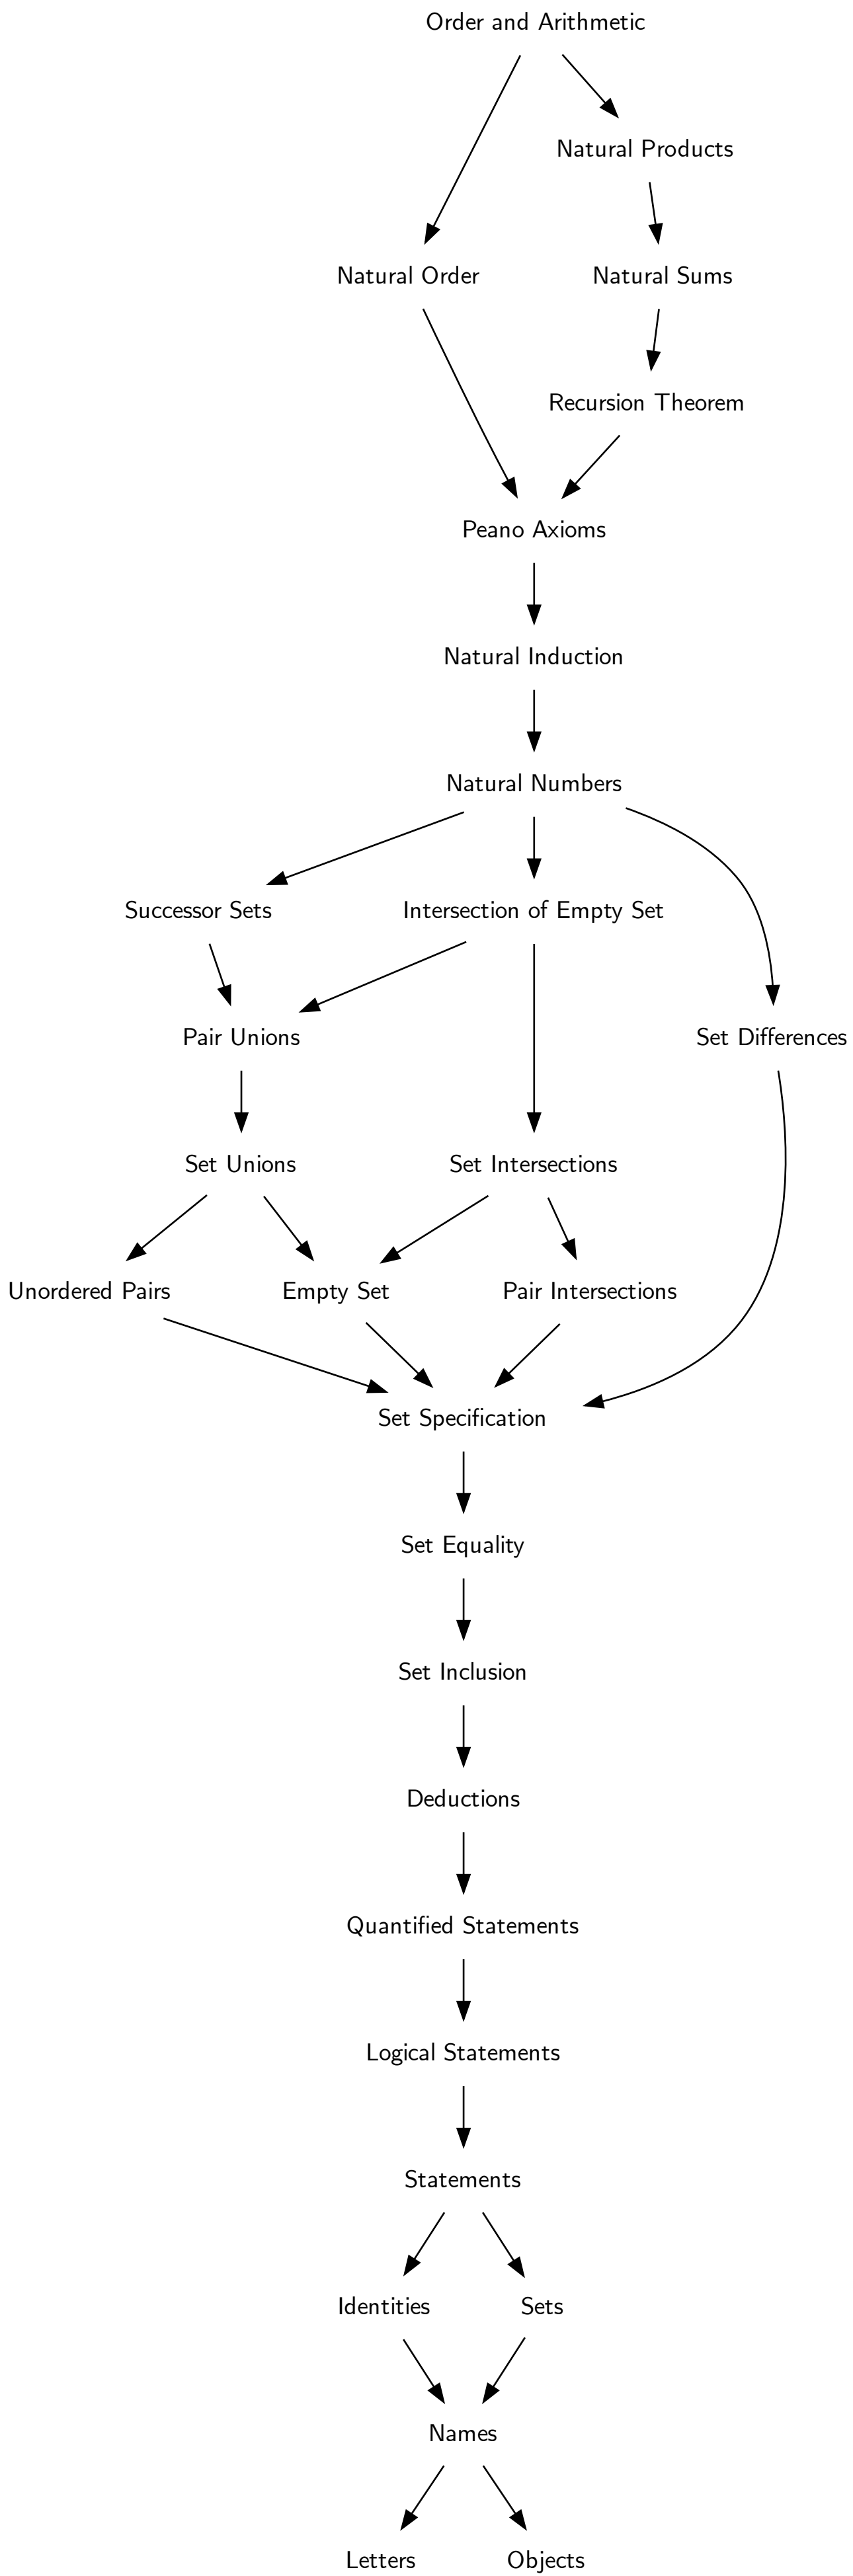 Order and Arithmetic
Natural Products
Natural Order
Natural Sums
Recursion Theorem
Peano Axioms
Natural Induction
Natural Numbers
Successor Sets
Intersection of Empty Set
Pair Unions
Set Differences
Set Unions
Set Intersections
Unordered Pairs
Empty Set
Pair Intersections
Set Specification
Set Equality
Set Inclusion
Deductions
Quantified Statements
Logical Statements
Statements
Identities
Sets
Names
Letters
Objects